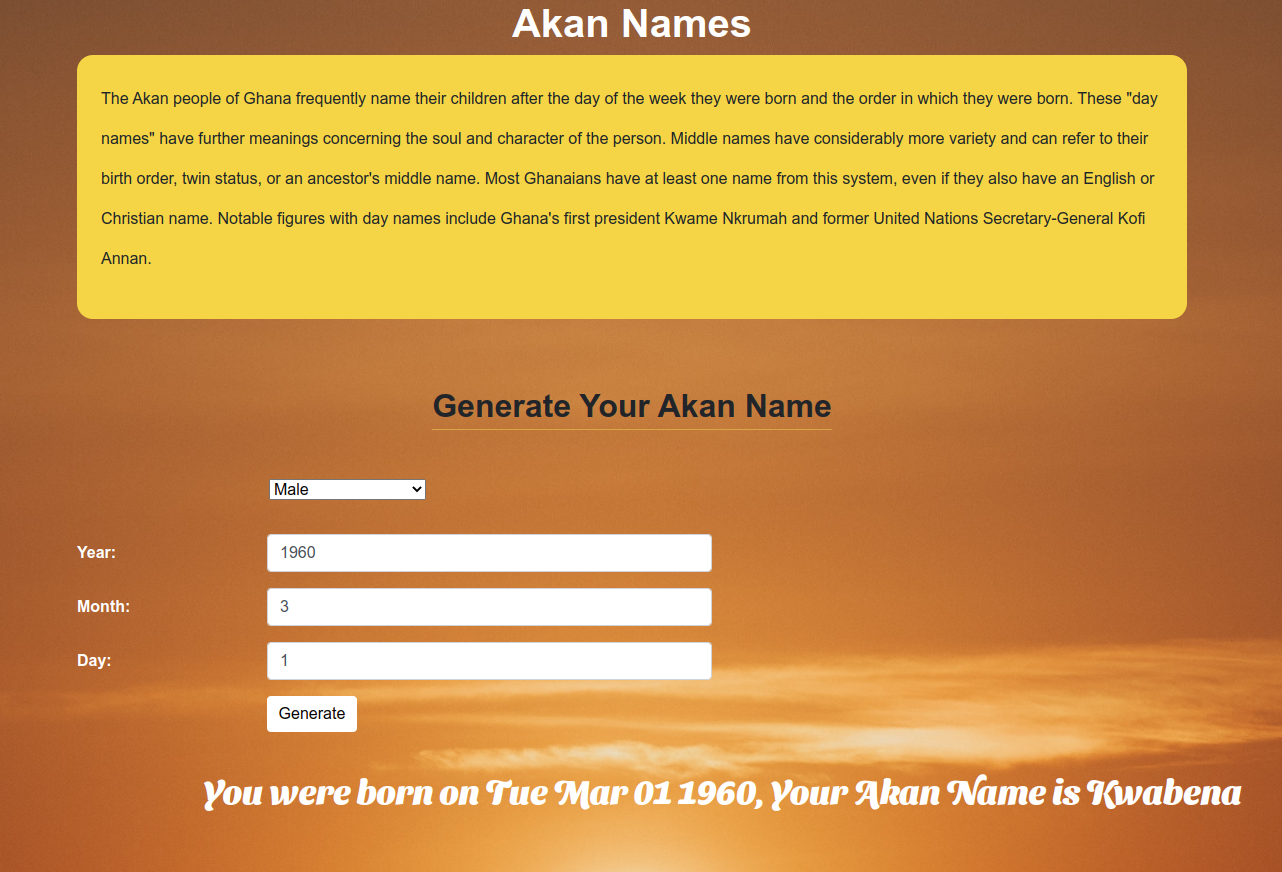 Akan Names
The Akan people of Ghana frequently name their children after the day of the week they were born and the order in which they were born. These "day
names" have further meanings concerning the soul and character of the person. Middle names have considerably more variety and can refer to their
birth order, twin status, or an ancestor's middle name. Most Ghanaians have at least one name from this system, even if they also have an English or
Christian name. Notable figures with day names include Ghana's first president Kwame Nkrumah and former United Nations Secretary-General Kofi
Annan.
Generate Your Akan Name
Male
Year: 1960
Month: 3
Day: 1
Generate
You were born on Tue Mar 01 1960, Your Akan Name is Kwabena